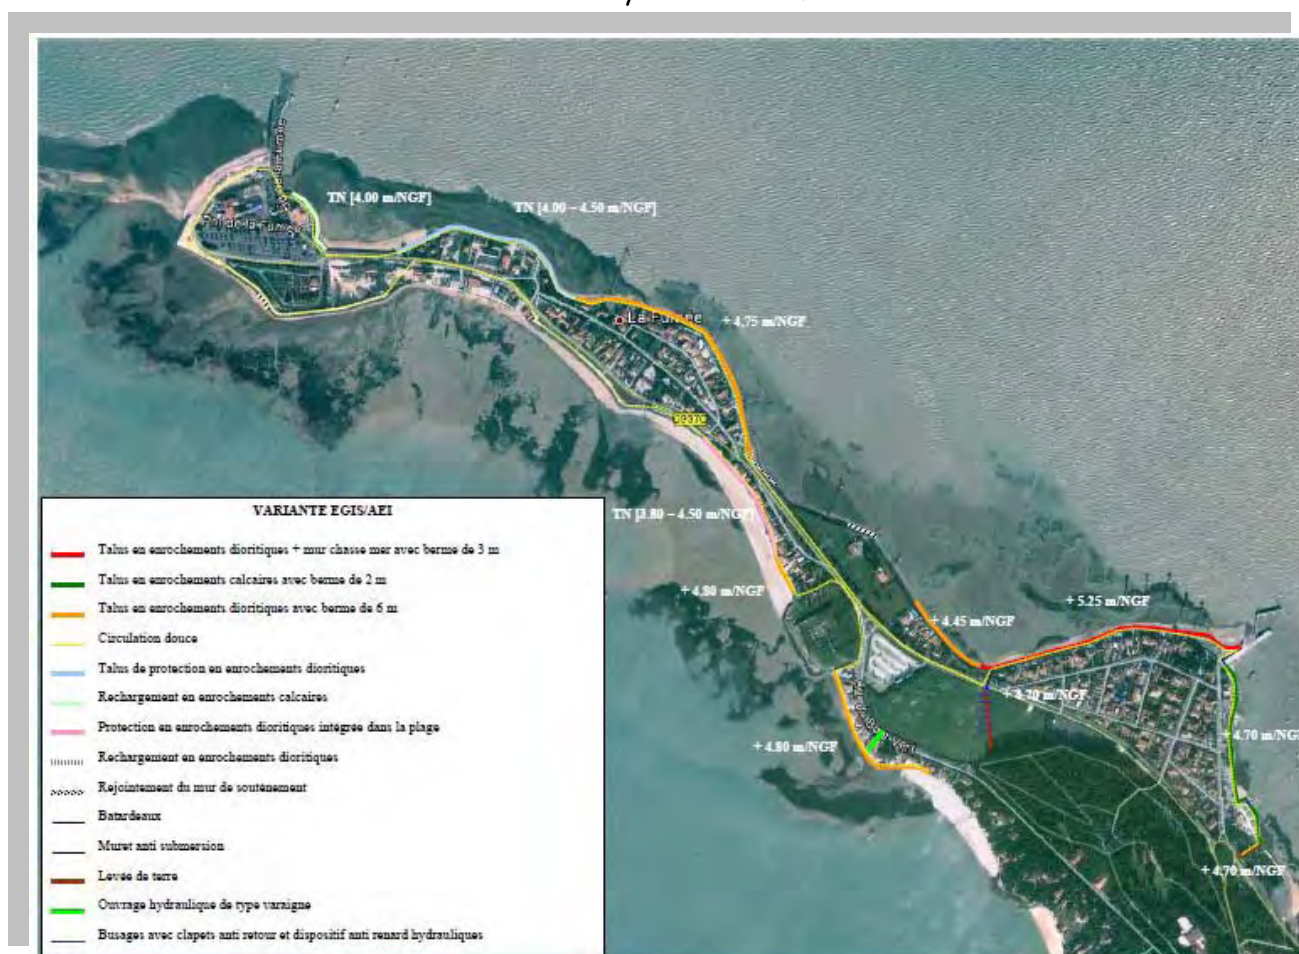 TN [4.00 m/NGF]
TN [4.00 – 4.50 m/NGF]
Port de la Fumée
La Fumée
+ 4.75 m/NGF
D937C
TN [3.80 – 4.50 m/NGF]
+ 4.80 m/NGF
+ 4.45 m/NGF
+ 5.25 m/NGF
+ 4.70 m/NGF
+ 4.80 m/NGF
+ 4.70 m/NGF
VARIANTE EGIS/AEI
Talus en enrochements dioritiques + mur chasse mer avec berme de 3 m
Talus en enrochements calcaires avec berme de 2 m
Talus en enrochements dioritiques avec berme de 6 m
Circulation douce
Talus de protection en enrochements dioritiques
Rechargement en enrochements calcaires
Protection en enrochements dioritiques intégrée dans la plage
Rechargement en enrochements dioritiques
Rejointement du mur de soutènement
Batardeaux
Muret anti submersion
Levée de terre
Ouvrage hydraulique de type varaigne
Busages avec clapets anti retour et dispositif anti renard hydrauliques